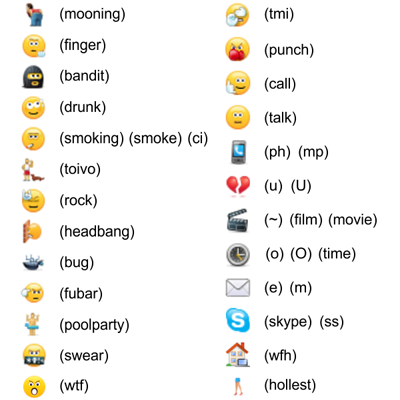 (mooning)
(finger)
(bandit)
(drunk)
(smoking) (smoke) (ci)
(toivo)
(rock)
(headbang)
(bug)
(fubar)
(poolparty)
(swear)
(wtf)
(tmi)
(punch)
(call)
(talk)
(ph) (mp)
(u) (U)
(~) (film) (movie)
(o) (O) (time)
(e) (m)
(skype) (ss)
(wfh)
(hollest)